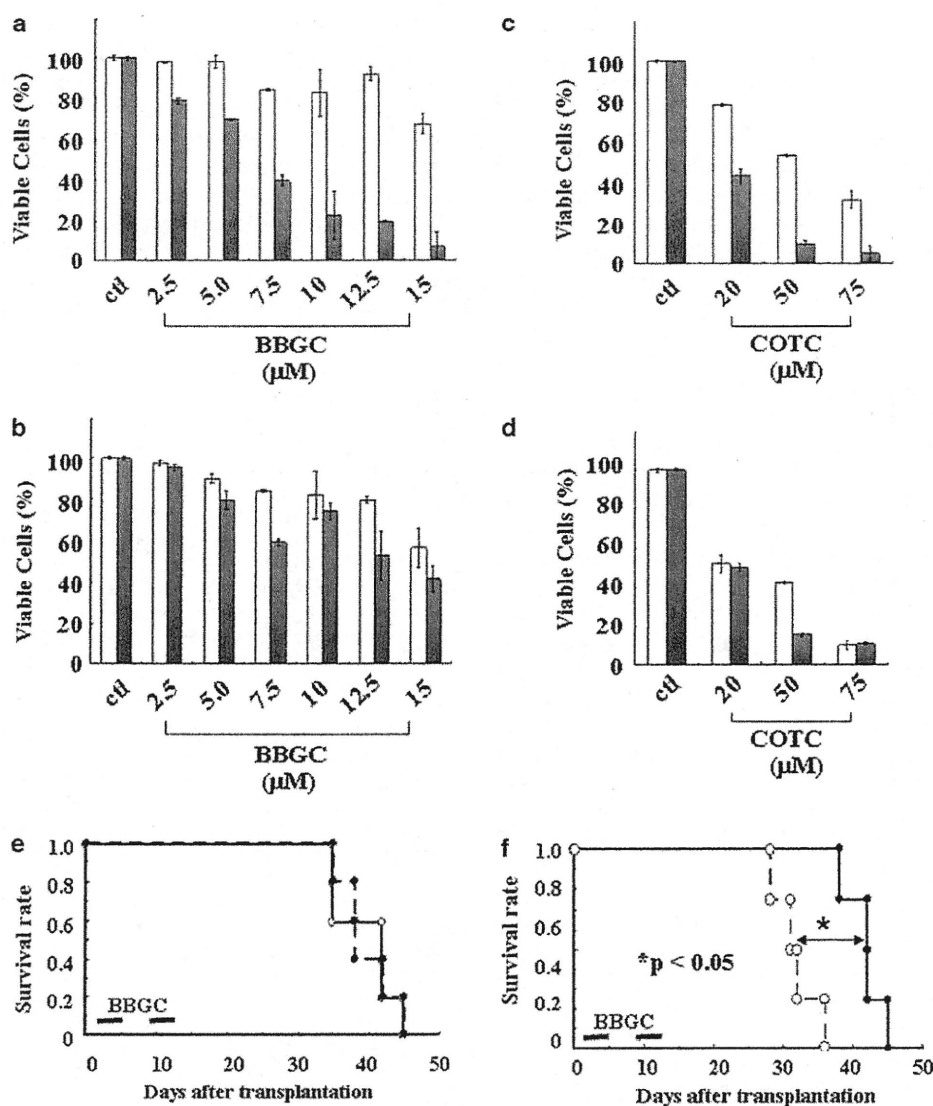 a
Viable Cells (%)
100
80
60
40
20
0
ctl 2.5 5.0 7.5 10 12.5 15
BBGC
(μM)
c
Viable Cells (%)
100
80
60
40
20
0
ctl 20 50 75
COTC
(μM)
b
Viable Cells (%)
100
80
60
40
20
0
ctl 2.5 5.0 7.5 10 12.5 15
BBGC
(μM)
d
Viable Cells (%)
100
80
60
40
20
0
ctl 20 50 75
COTC
(μM)
e
Survival rate
1.0
0.8
0.6
0.4
0.2
0
BBGC
0 10 20 30 40 50
Days after transplantation
f
Survival rate
1.0
0.8
0.6
0.4
0.2
0
*
*p < 0.05
BBGC
0 10 20 30 40 50
Days after transplantation